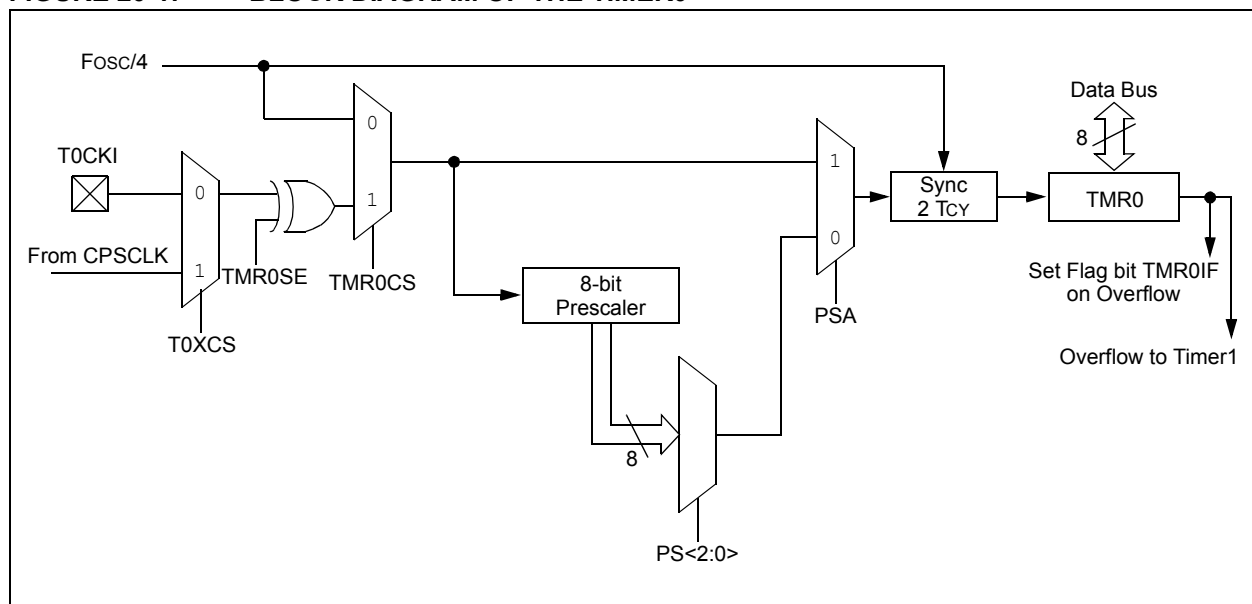 FOSC/4
Data Bus
8
T0CKI
0
1
0
1
1
0
From CPSCLK
TMR0SE
TMR0CS
T0XCS
8-bit
Prescaler
8
PS<2:0>
PSA
Sync
2 TCY
TMR0
Set Flag bit TMR0IF
on Overflow
Overflow to Timer1